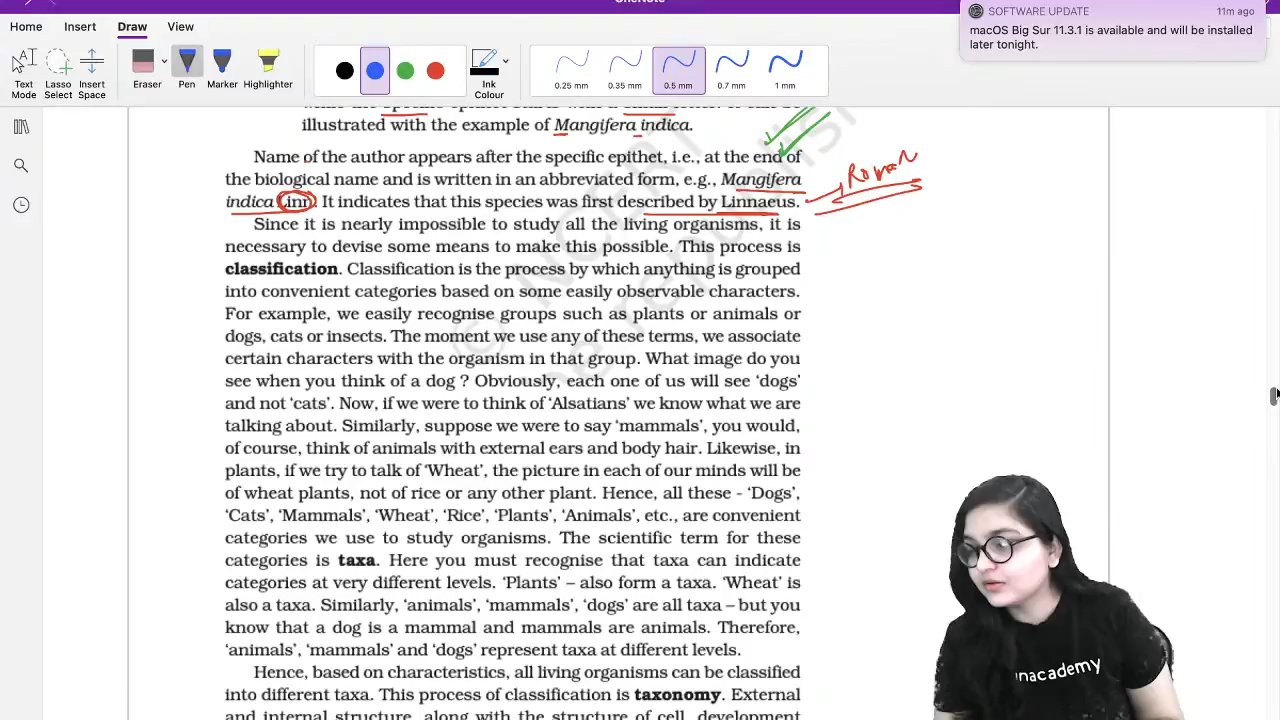 OneNote
Home Insert Draw View
SOFTWARE UPDATE 11m ago
macOS Big Sur 11.3.1 is available and will be installed
later tonight.
Text Mode
Lasso Select
Insert Space
Eraser
Pen
Marker
Highlighter
Ink Colour
0.25 mm
0.35 mm
0.5 mm
0.7 mm
1 mm
illustrated with the example of Mangifera indica.
Name of the author appears after the specific epithet, i.e., at the end of
the biological name and is written in an abbreviated form, e.g., Mangifera
indica Linn. It indicates that this species was first described by Linnaeus.
Roman
Since it is nearly impossible to study all the living organisms, it is
necessary to devise some means to make this possible. This process is
classification. Classification is the process by which anything is grouped
into convenient categories based on some easily observable characters.
For example, we easily recognise groups such as plants or animals or
dogs, cats or insects. The moment we use any of these terms, we associate
certain characters with the organism in that group. What image do you
see when you think of a dog ? Obviously, each one of us will see ‘dogs’
and not ‘cats’. Now, if we were to think of ‘Alsatians’ we know what we are
talking about. Similarly, suppose we were to say ‘mammals’, you would,
of course, think of animals with external ears and body hair. Likewise, in
plants, if we try to talk of ‘Wheat’, the picture in each of our minds will be
of wheat plants, not of rice or any other plant. Hence, all these - ‘Dogs’,
‘Cats’, ‘Mammals’, ‘Wheat’, ‘Rice’, ‘Plants’, ‘Animals’, etc., are convenient
categories we use to study organisms. The scientific term for these
categories is taxa. Here you must recognise that taxa can indicate
categories at very different levels. ‘Plants’ – also form a taxa. ‘Wheat’ is
also a taxa. Similarly, ‘animals’, ‘mammals’, ‘dogs’ are all taxa – but you
know that a dog is a mammal and mammals are animals. Therefore,
‘animals’, ‘mammals’ and ‘dogs’ represent taxa at different levels.
Hence, based on characteristics, all living organisms can be classified
into different taxa. This process of classification is taxonomy. External
and internal structure, along with the structure of cell, development
© NCERT
republish
unacademy